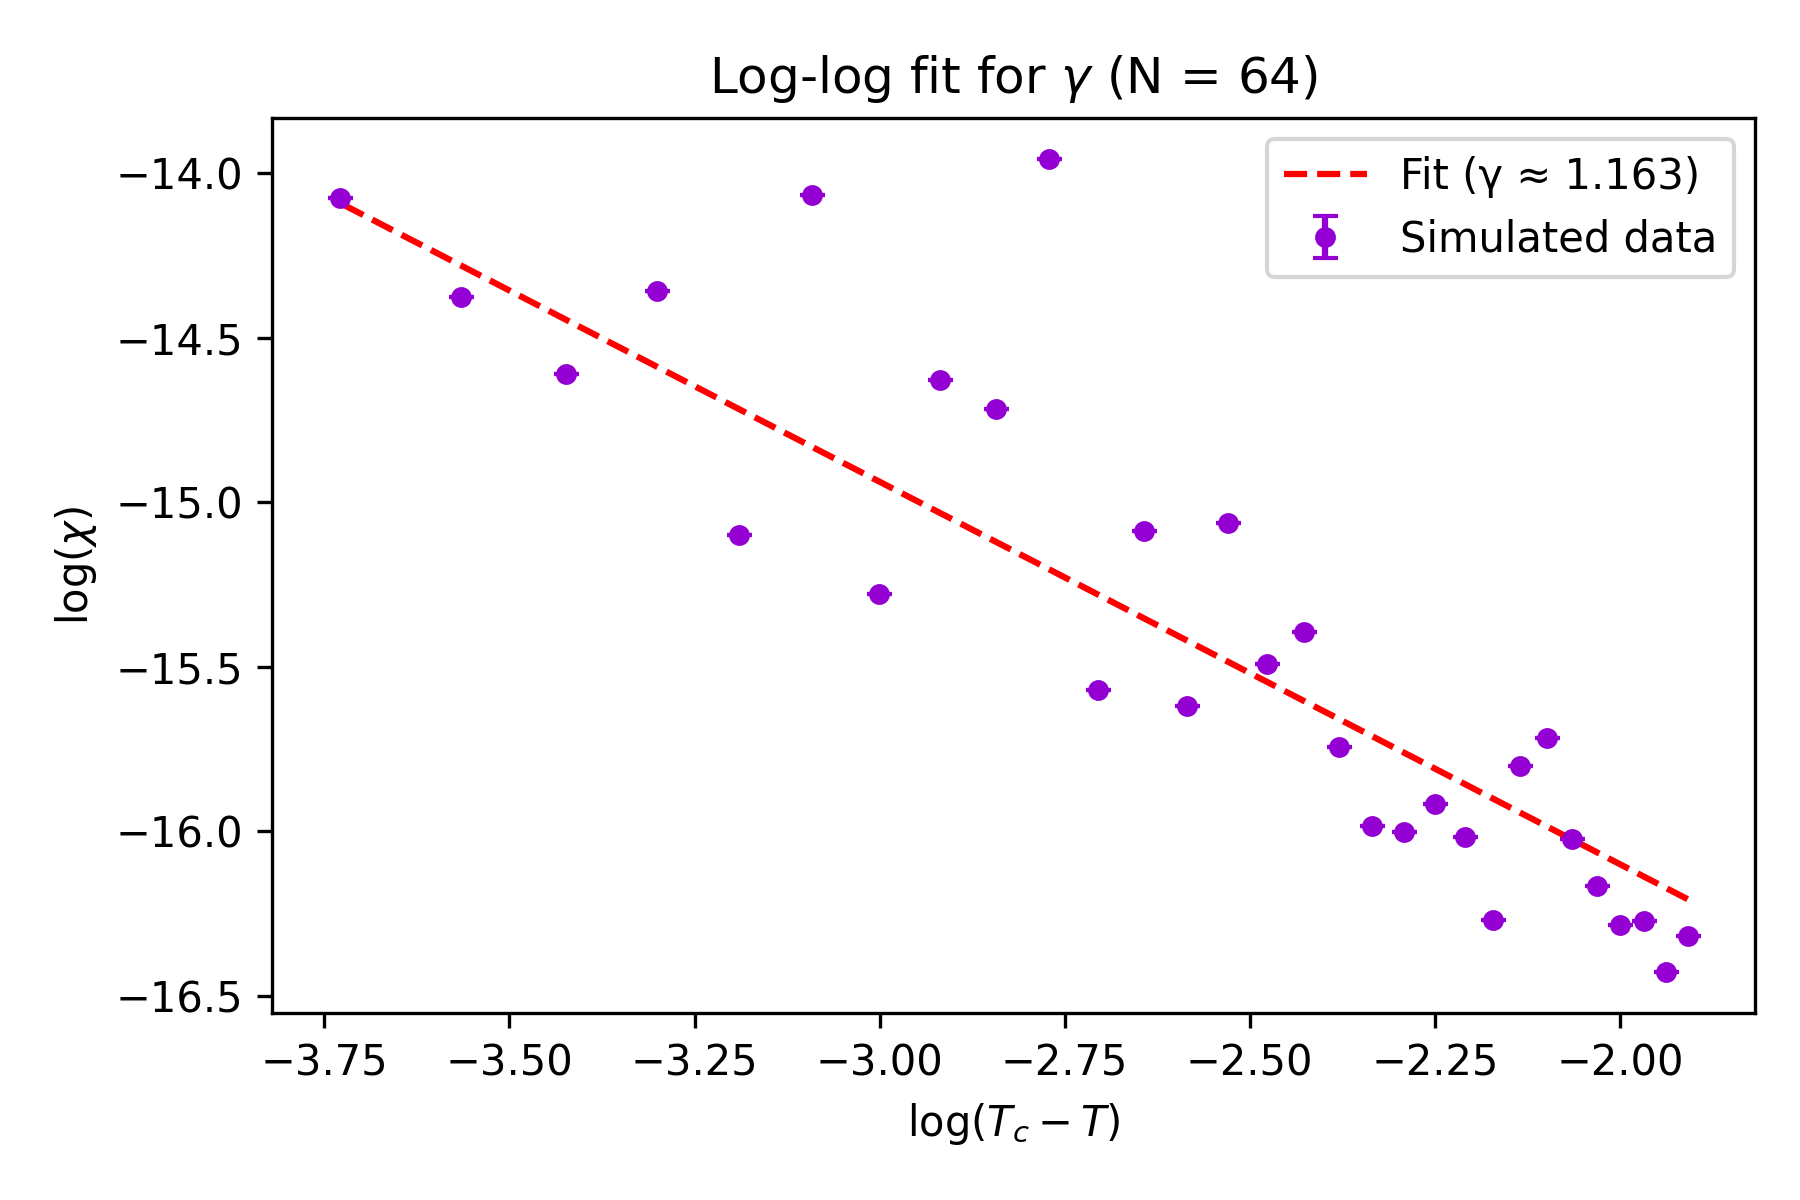 Log-log fit for γ (N = 64)
Fit (γ ≈ 1.163)
Simulated data
log(χ)
−14.0
−14.5
−15.0
−15.5
−16.0
−16.5
−3.75 −3.50 −3.25 −3.00 −2.75 −2.50 −2.25 −2.00
log(T_c − T)